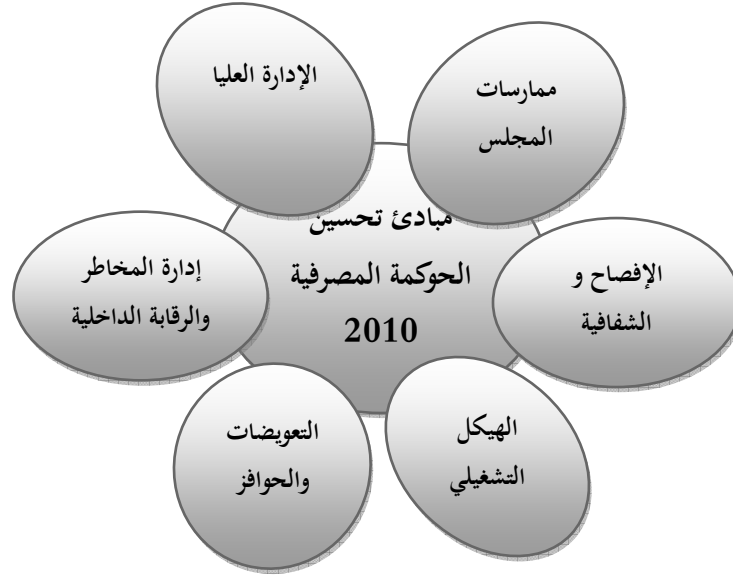 الإدارة العليا
ممارسات
المجلس
مبادئ تحسين
الحوكمة المصرفية
2010
الإفصاح و
الشفافية
إدارة المخاطر
والرقابة الداخلية
الهيكل
التشغيلي
التعويضات
والحوافز